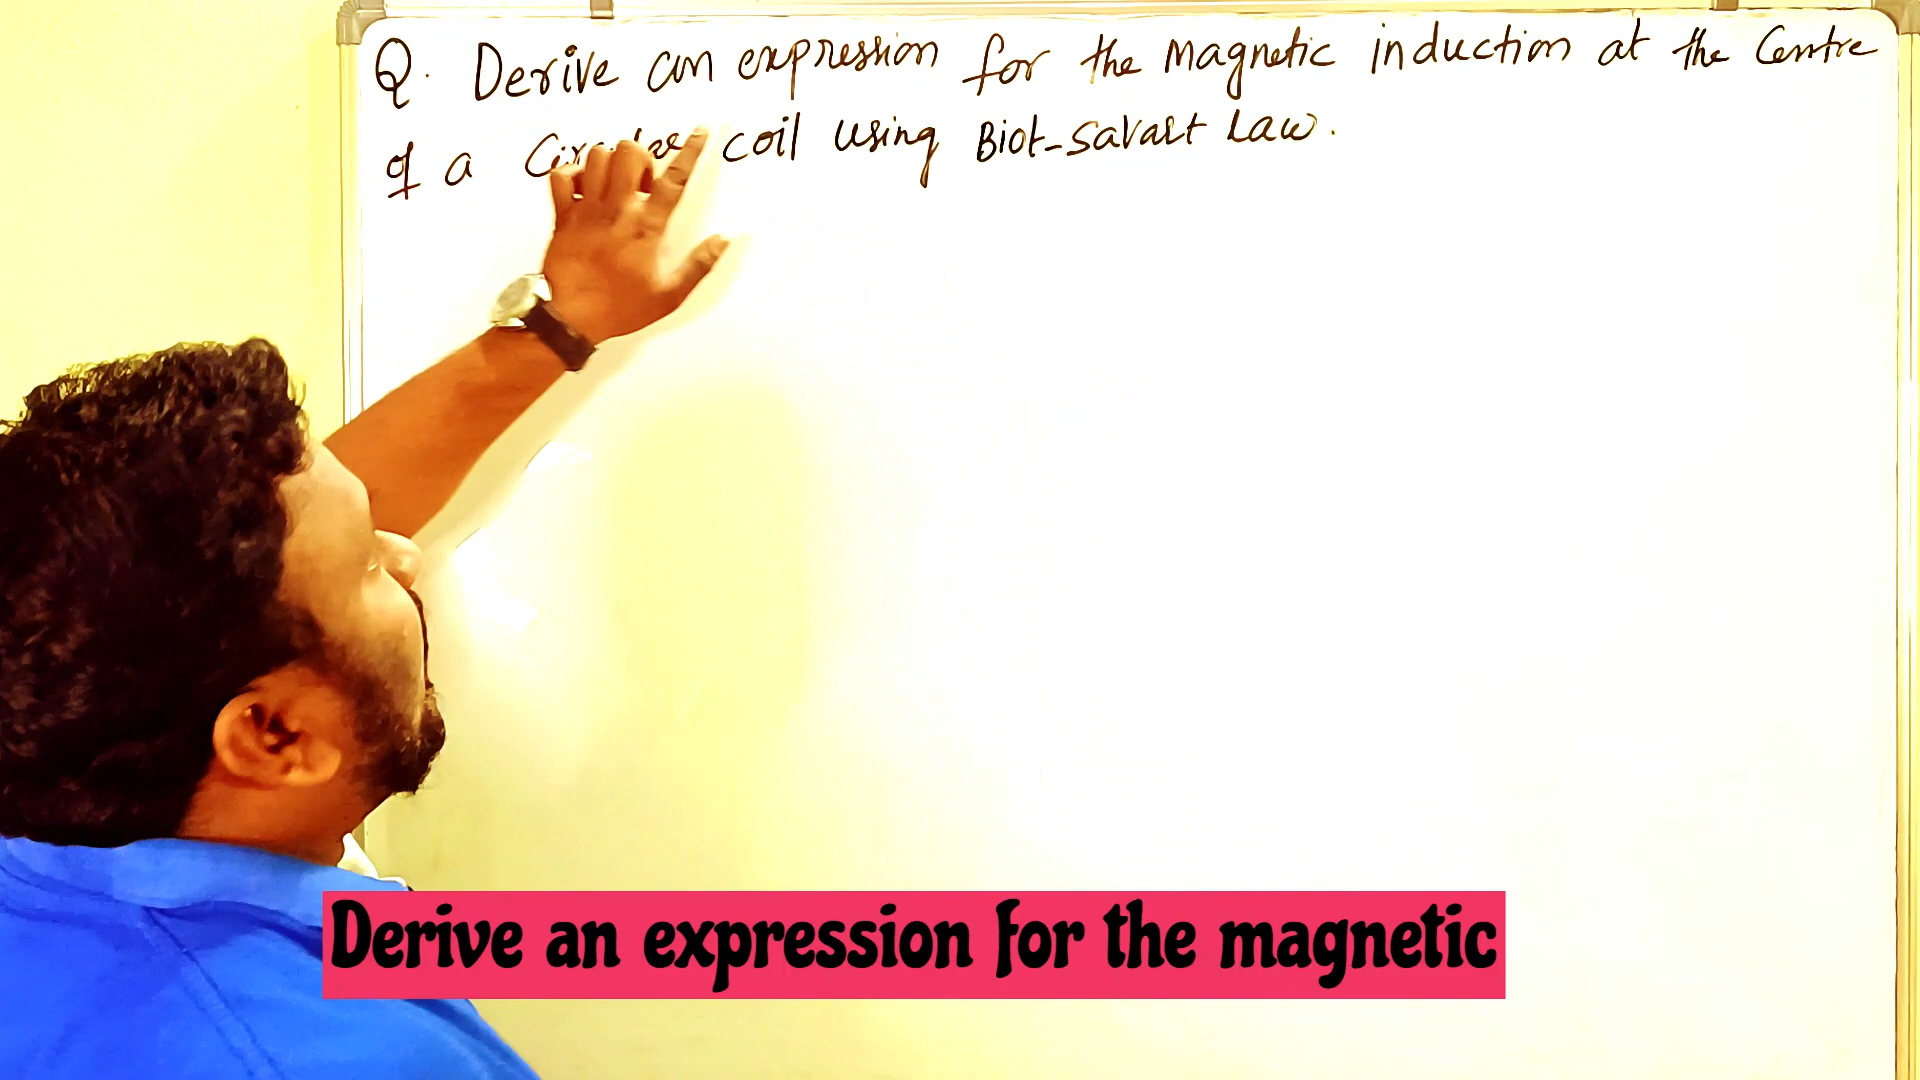 Q. Derive an expression for the Magnetic induction at the Centre
of a coil using Biot-Savart Law.
Derive an expression for the magnetic